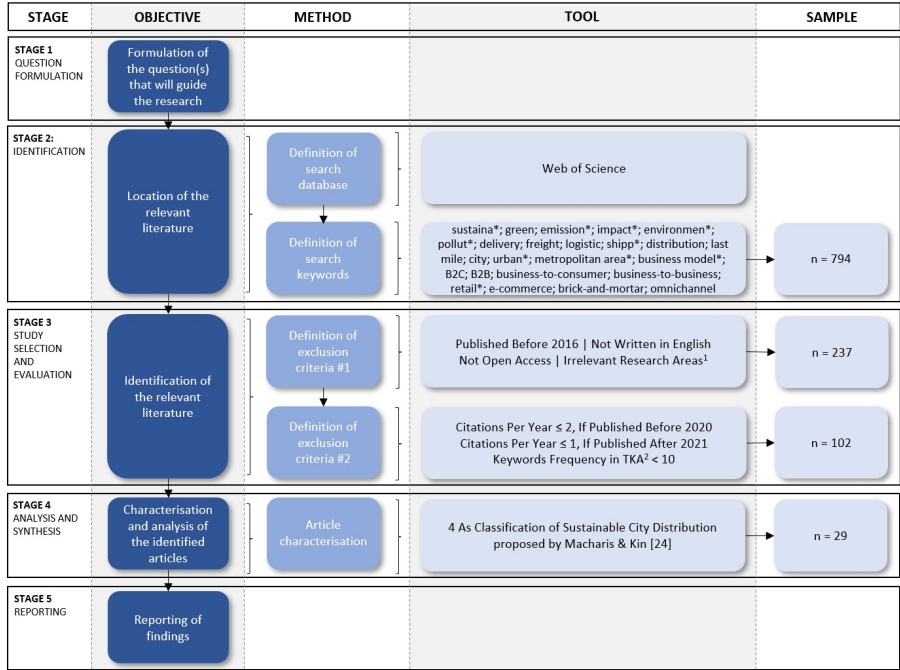 STAGE
OBJECTIVE
METHOD
TOOL
SAMPLE
STAGE 1
QUESTION
FORMULATION
Formulation of
the question(s)
that will guide
the research
STAGE 2:
IDENTIFICATION
Location of the
relevant
literature
Definition of
search
database
Web of Science
Definition of
search
keywords
sustaina*; green; emission*; impact*; environmen*;
pollut*; delivery; freight; logistic; shipp*; distribution; last
mile; city; urban*; metropolitan area*; business model*;
B2C; B2B; business-to-consumer; business-to-business;
retail*; e-commerce; brick-and-mortar; omnichannel
n = 794
STAGE 3
STUDY
SELECTION
AND
EVALUATION
Identification of
the relevant
literature
Definition of
exclusion
criteria #1
Published Before 2016 | Not Written in English
Not Open Access | Irrelevant Research Areas¹
n = 237
Definition of
exclusion
criteria #2
Citations Per Year ≤ 2, If Published Before 2020
Citations Per Year ≤ 1, If Published After 2021
Keywords Frequency in TKA² < 10
n = 102
STAGE 4
ANALYSIS AND
SYNTHESIS
Characterisation
and analysis of
the identified
articles
Article
characterisation
4 As Classification of Sustainable City Distribution
proposed by Macharis & Kin [24]
n = 29
STAGE 5
REPORTING
Reporting of
findings